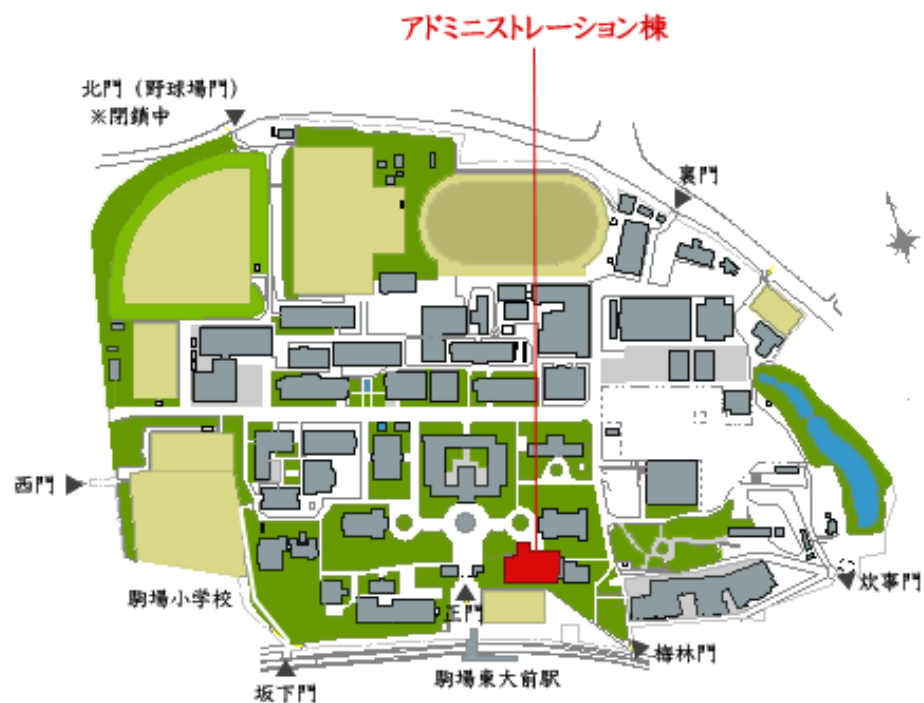 アドミニストレーション棟
北門（野球場門）
※閉鎖中
裏門
西門
駒場小学校
正門
炊事門
梅林門
駒場東大前駅
坂下門